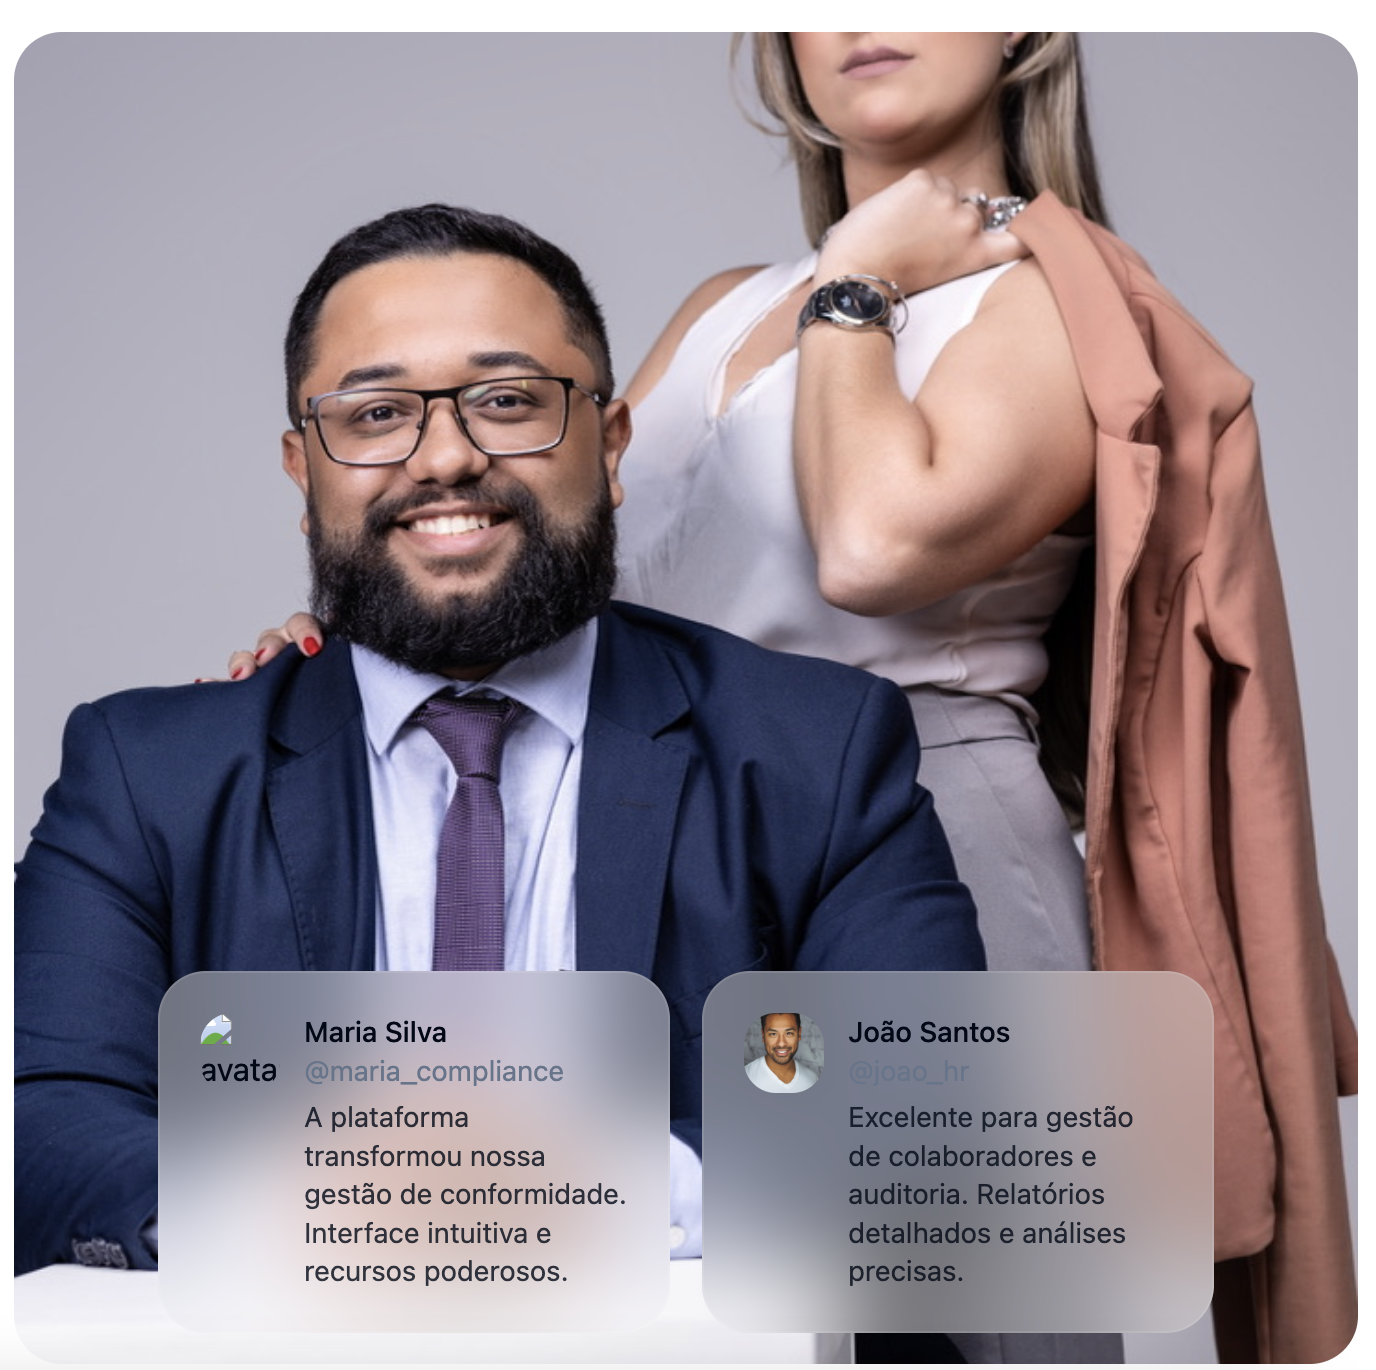 Maria Silva
@maria_compliance
A plataforma
transformou nossa
gestão de conformidade.
Interface intuitiva e
recursos poderosos.
avata
João Santos
@joao_hr
Excelente para gestão
de colaboradores e
auditoria. Relatórios
detalhados e análises
precisas.